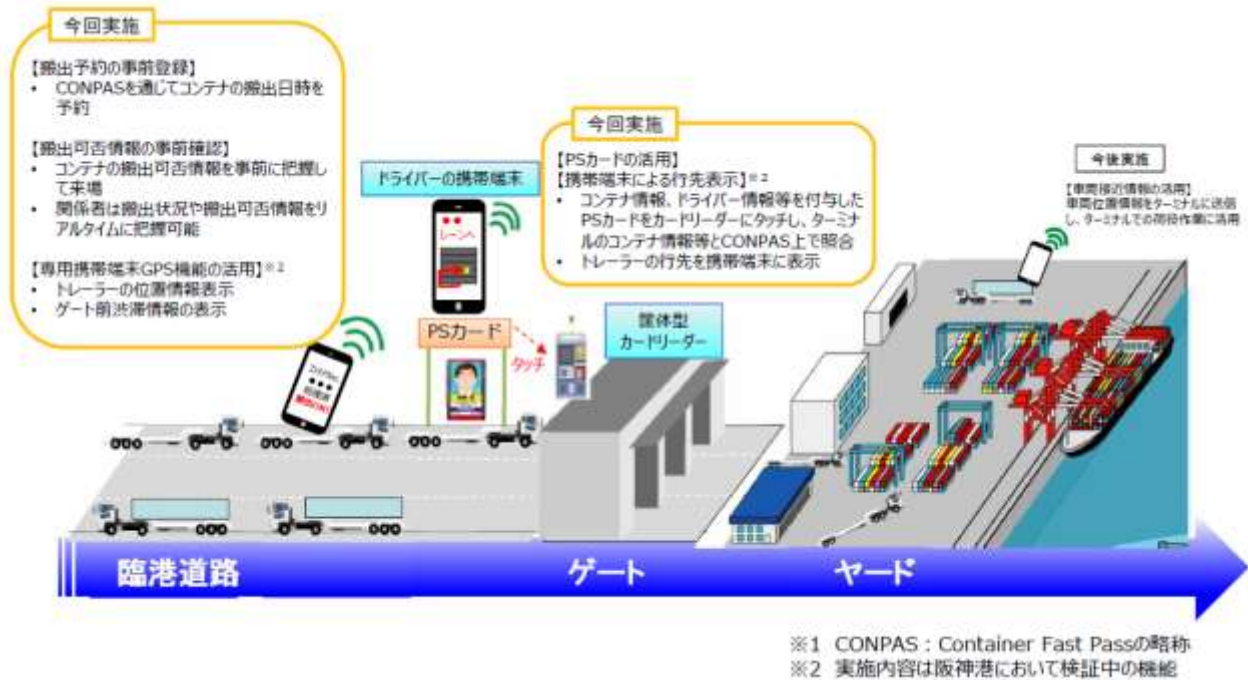 今回実施
【搬出予約の事前登録】
• CONPASを通じてコンテナの搬出日時を
予約
【搬出可否情報の事前確認】
• コンテナの搬出可否情報を事前に把握し
て来場
• 関係者は搬出状況や搬出可否情報をリ
アルタイムに把握可能
【専用携帯端末GPS機能の活用】※2
• トレーラーの位置情報表示
• ゲート前渋滞情報の表示
ドライバーの携帯端末
レーンへ
今回実施
【PSカードの活用】
【携帯端末による行先表示】※2
• コンテナ情報、ドライバー情報等を付与した
PSカードをカードリーダーにタッチし、ターミナ
ルのコンテナ情報等とCONPAS上で照合
• トレーラーの行先を携帯端末に表示
今後実施
【車両接近情報の活用】
車両位置情報をターミナルに送信
し、ターミナルでの荷役作業に活用
PSカード
タッチ
筐体型
カードリーダー
臨港道路
ゲート
ヤード
※1 CONPAS：Container Fast Passの略称
※2 実施内容は阪神港において検証中の機能